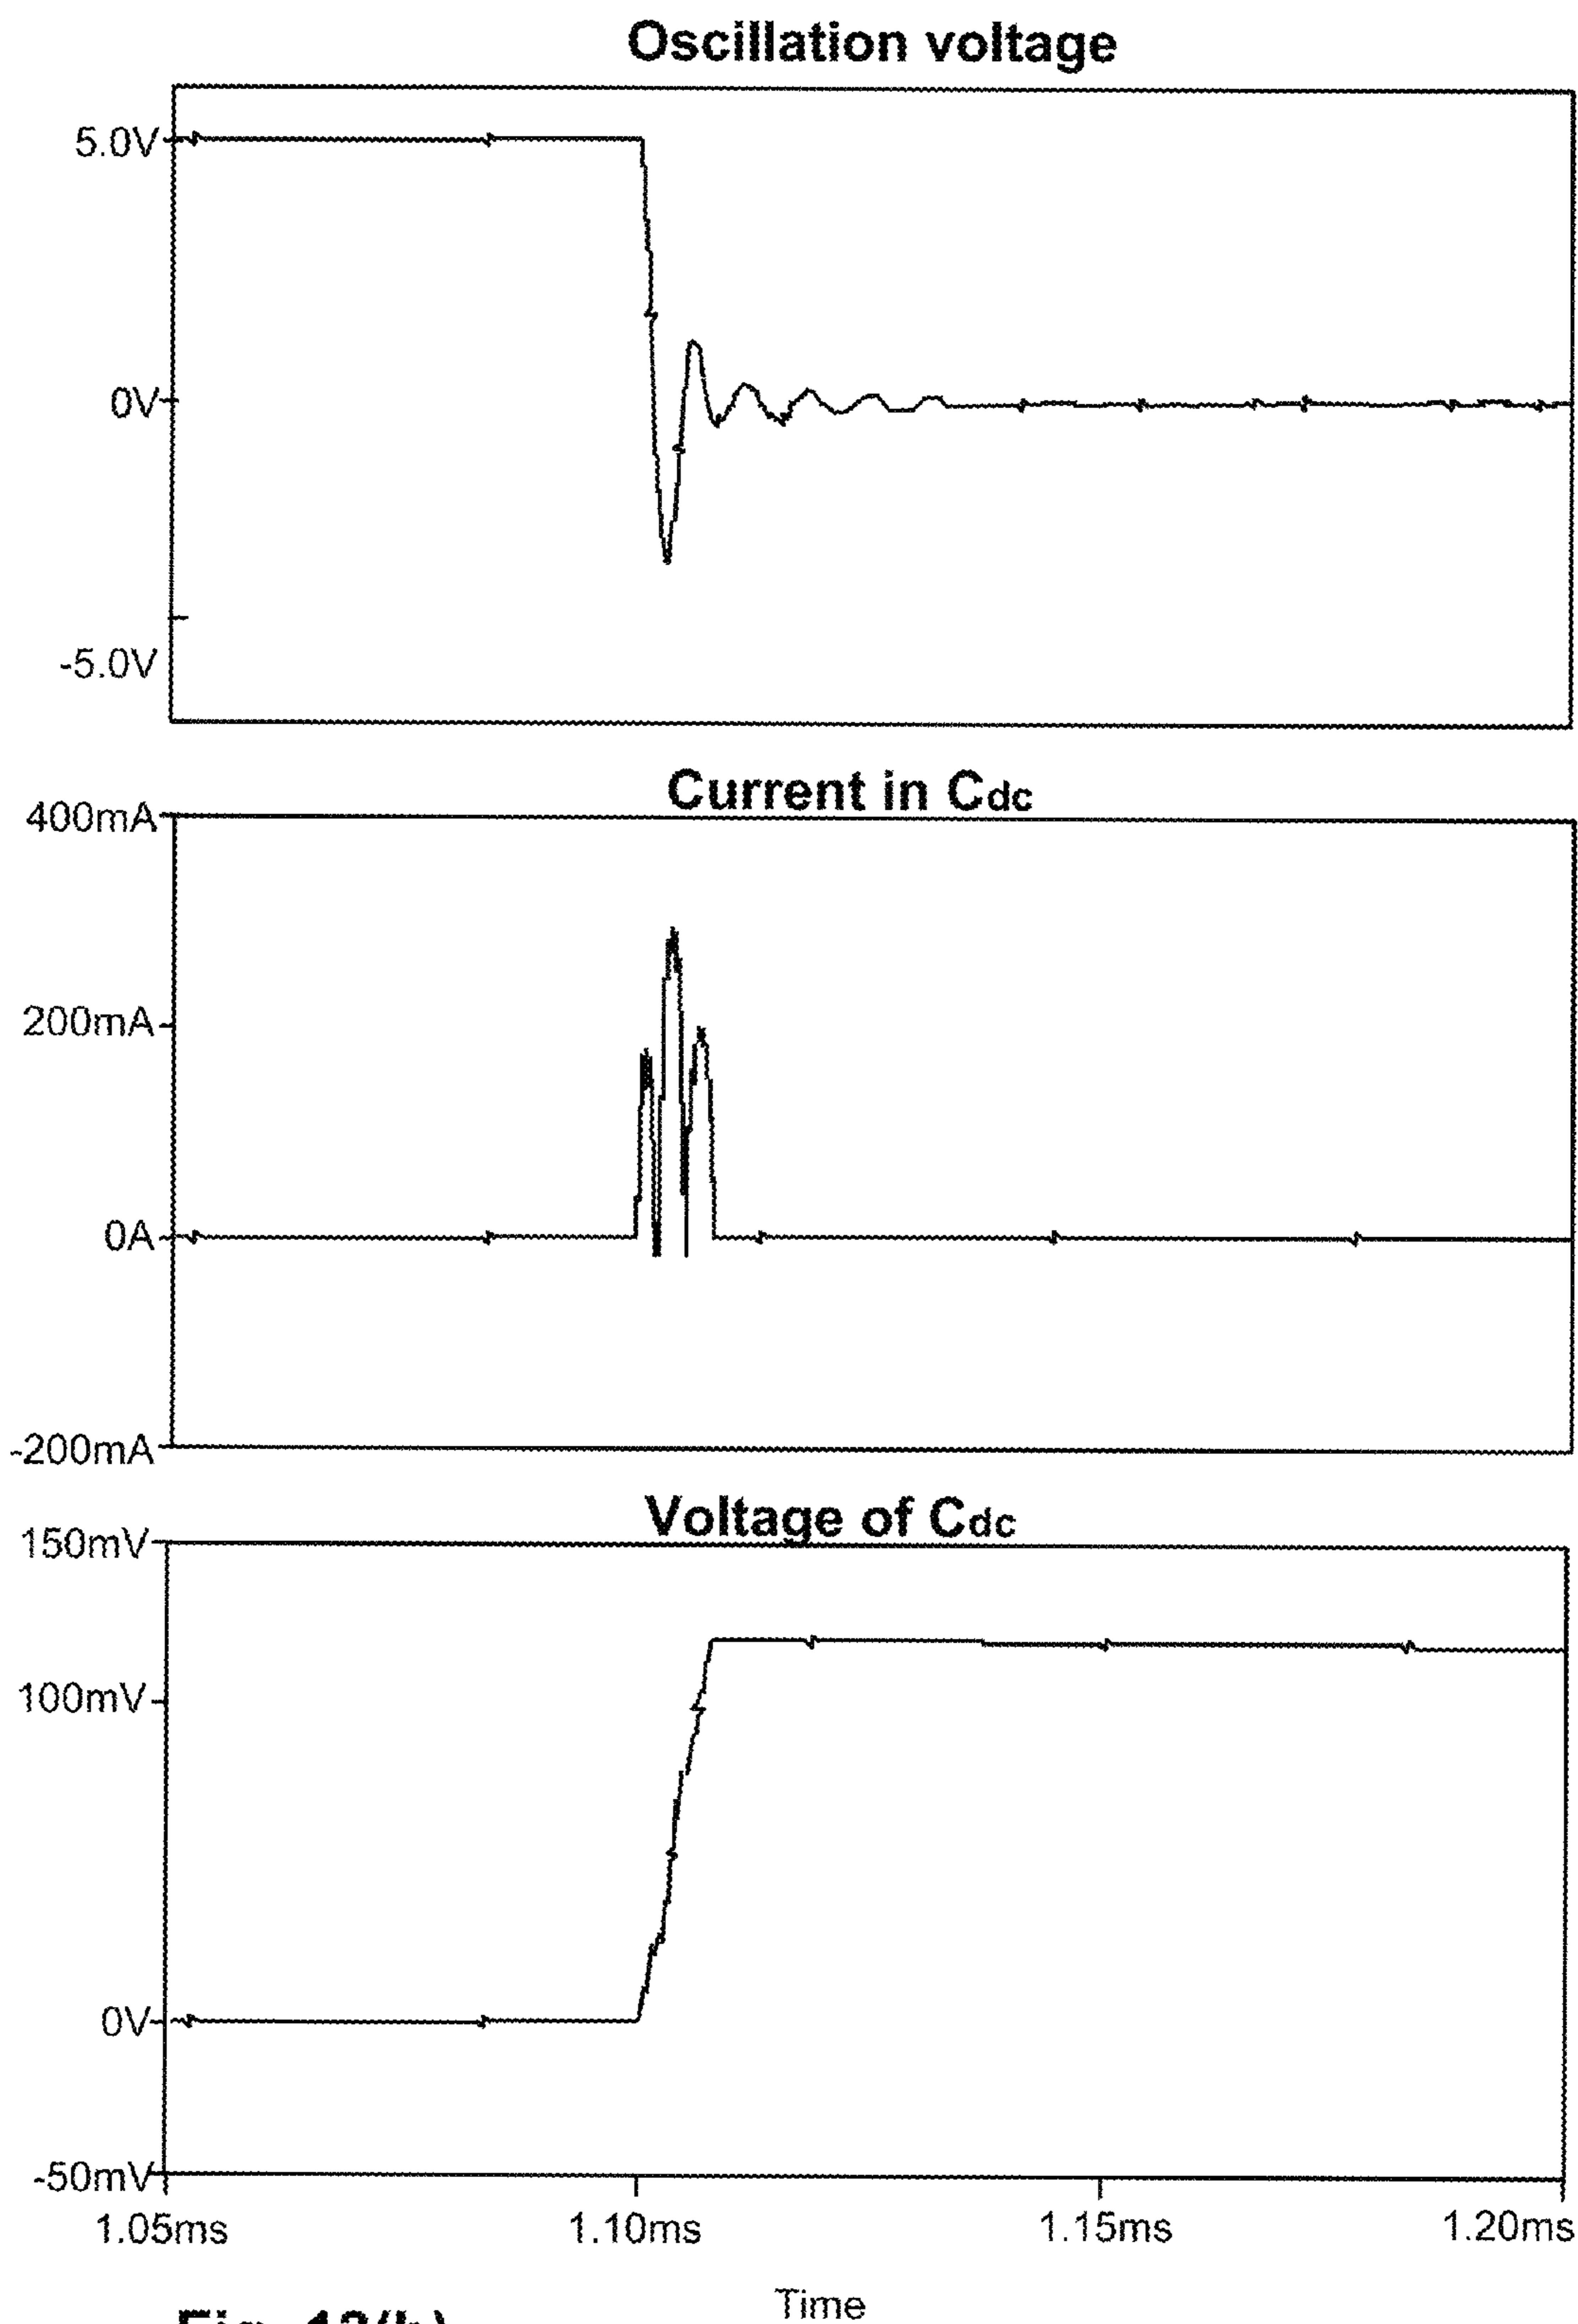 Oscillation voltage
5.0V
0V
-5.0V
Current in Cdc
400mA
200mA
0A
-200mA
Voltage of Cdc
150mV
100mV
0V
-50mV
1.05ms 1.10ms 1.15ms 1.20ms
Time